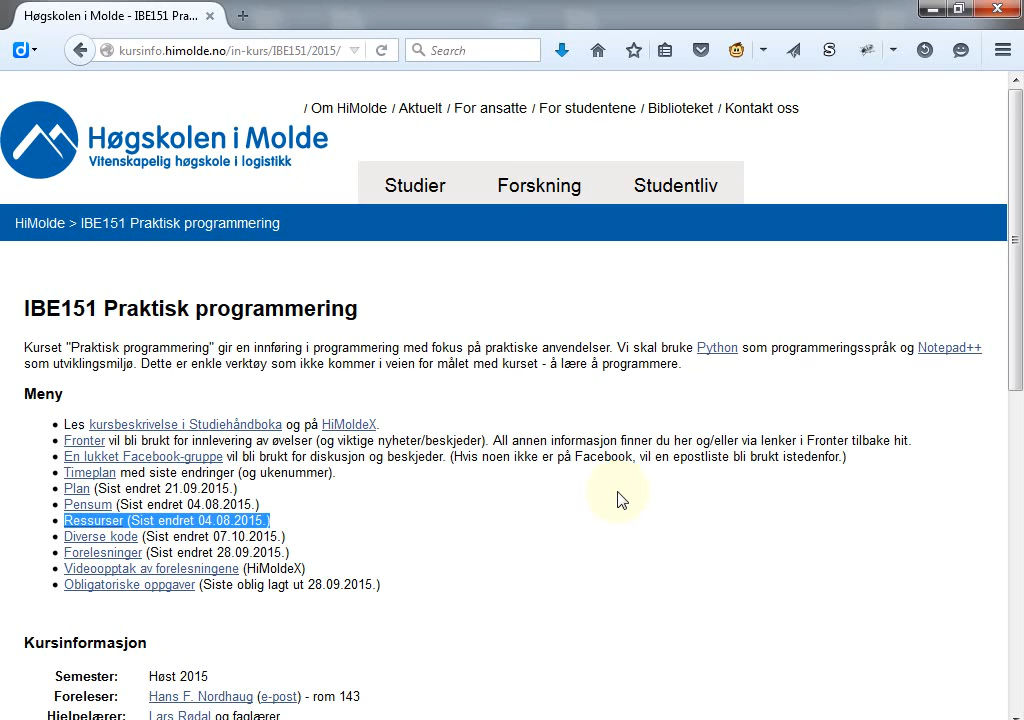 Høgskolen i Molde - IBE151 Pra...
kursinfo.himolde.no/in-kurs/IBE151/2015/
Search
/ Om HiMolde / Aktuelt / For ansatte / For studentene / Biblioteket / Kontakt oss
Høgskolen i Molde
Vitenskapelig høgskole i logistikk
Studier Forskning Studentliv
HiMolde > IBE151 Praktisk programmering
IBE151 Praktisk programmering
Kurset "Praktisk programmering" gir en innføring i programmering med fokus på praktiske anvendelser. Vi skal bruke Python som programmeringsspråk og Notepad++
som utviklingsmiljø. Dette er enkle verktøy som ikke kommer i veien for målet med kurset - å lære å programmere.
Meny
• Les kursbeskrivelse i Studiehåndboka og på HiMoldeX.
• Fronter vil bli brukt for innlevering av øvelser (og viktige nyheter/beskjeder). All annen informasjon finner du her og/eller via lenker i Fronter tilbake hit.
• En lukket Facebook-gruppe vil bli brukt for diskusjon og beskjeder. (Hvis noen ikke er på Facebook, vil en epostliste bli brukt istedenfor.)
• Timeplan med siste endringer (og ukenummer).
• Plan (Sist endret 21.09.2015.)
• Pensum (Sist endret 04.08.2015.)
• Ressurser (Sist endret 04.08.2015.)
• Diverse kode (Sist endret 07.10.2015.)
• Forelesninger (Sist endret 28.09.2015.)
• Videoopptak av forelesningene (HiMoldeX)
• Obligatoriske oppgaver (Siste oblig lagt ut 28.09.2015.)
Kursinformasjon
Semester: Høst 2015
Foreleser: Hans F. Nordhaug (e-post) - rom 143
Hjelpelærer: Lars Rødal og faglærer